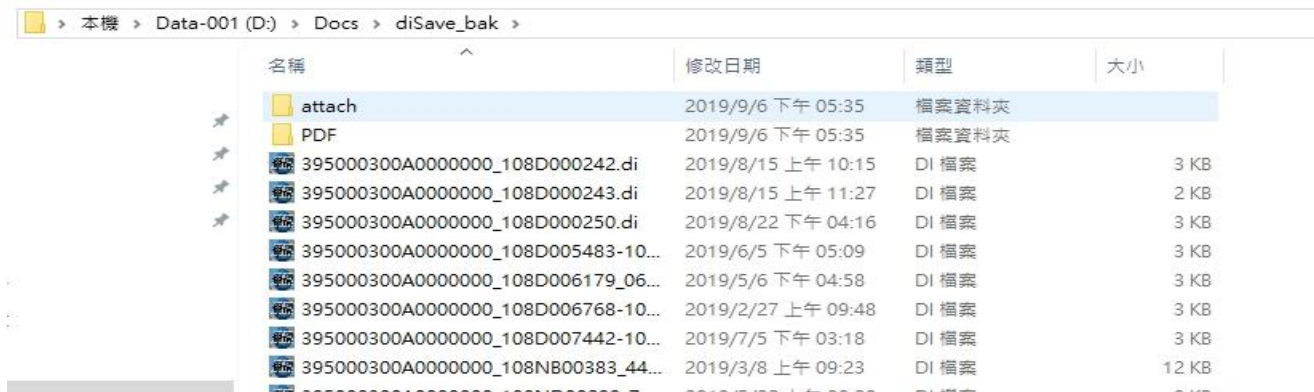 本機 > Data-001 (D:) > Docs > diSave_bak >
名稱 修改日期 類型 大小
attach 2019/9/6 下午 05:35 檔案資料夾
PDF 2019/9/6 下午 05:35 檔案資料夾
395000300A0000000_108D000242.di 2019/8/15 上午 10:15 DI 檔案 3 KB
395000300A0000000_108D000243.di 2019/8/15 上午 11:27 DI 檔案 2 KB
395000300A0000000_108D000250.di 2019/8/22 下午 04:16 DI 檔案 3 KB
395000300A0000000_108D005483-10... 2019/6/5 下午 05:09 DI 檔案 3 KB
395000300A0000000_108D006179_06... 2019/5/6 下午 04:58 DI 檔案 3 KB
395000300A0000000_108D006768-10... 2019/2/27 上午 09:48 DI 檔案 3 KB
395000300A0000000_108D007442-10... 2019/7/5 下午 03:18 DI 檔案 3 KB
395000300A0000000_108NB00383_44... 2019/3/8 上午 09:23 DI 檔案 12 KB